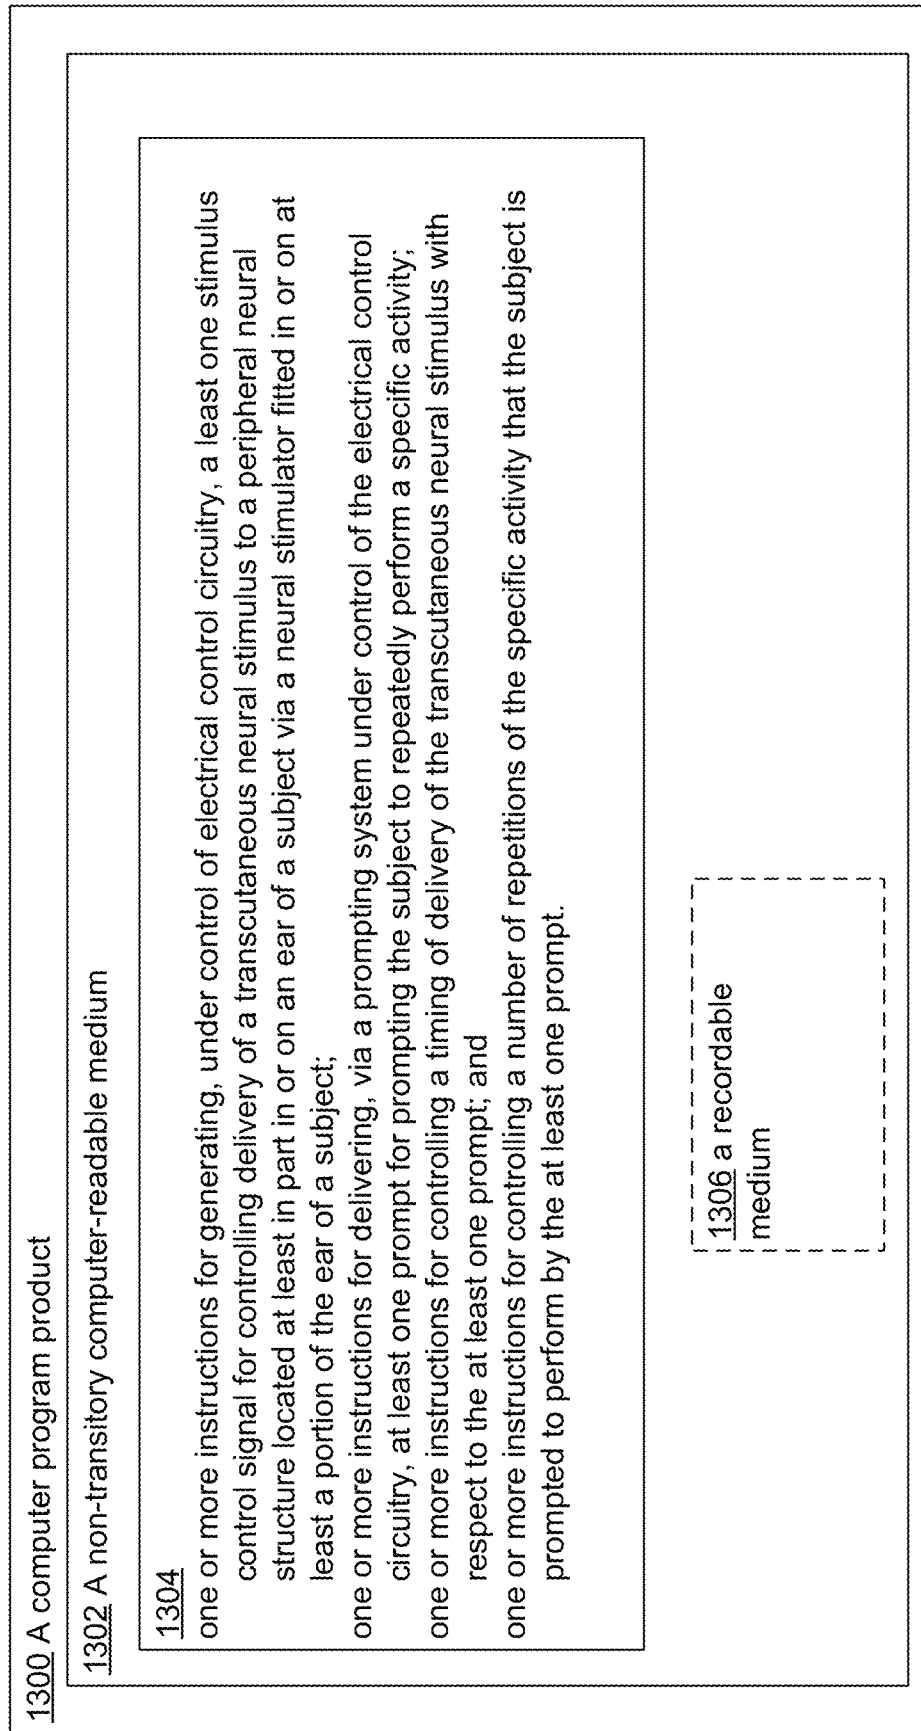 1300 A computer program product
1302 A non-transitory computer-readable medium
1304
one or more instructions for generating, under control of electrical control circuitry, a least one stimulus
control signal for controlling delivery of a transcutaneous neural stimulus to a peripheral neural
structure located at least in part in or on an ear of a subject via a neural stimulator fitted in or on at
least a portion of the ear of a subject;
one or more instructions for delivering, via a prompting system under control of the electrical control
circuitry, at least one prompt for prompting the subject to repeatedly perform a specific activity;
one or more instructions for controlling a timing of delivery of the transcutaneous neural stimulus with
respect to the at least one prompt; and
one or more instructions for controlling a number of repetitions of the specific activity that the subject is
prompted to perform by the at least one prompt.
1306 a recordable
medium